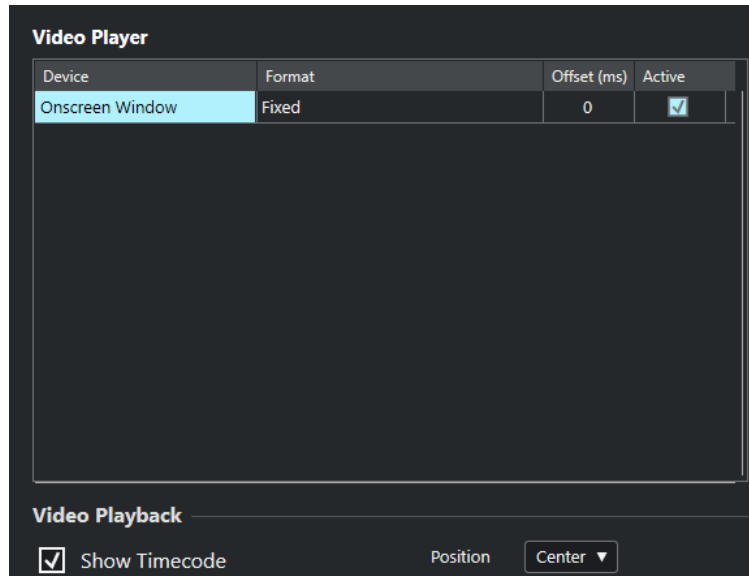 Video Player
Device Format Offset (ms) Active
Onscreen Window Fixed 0
Video Playback
Show Timecode Position Center